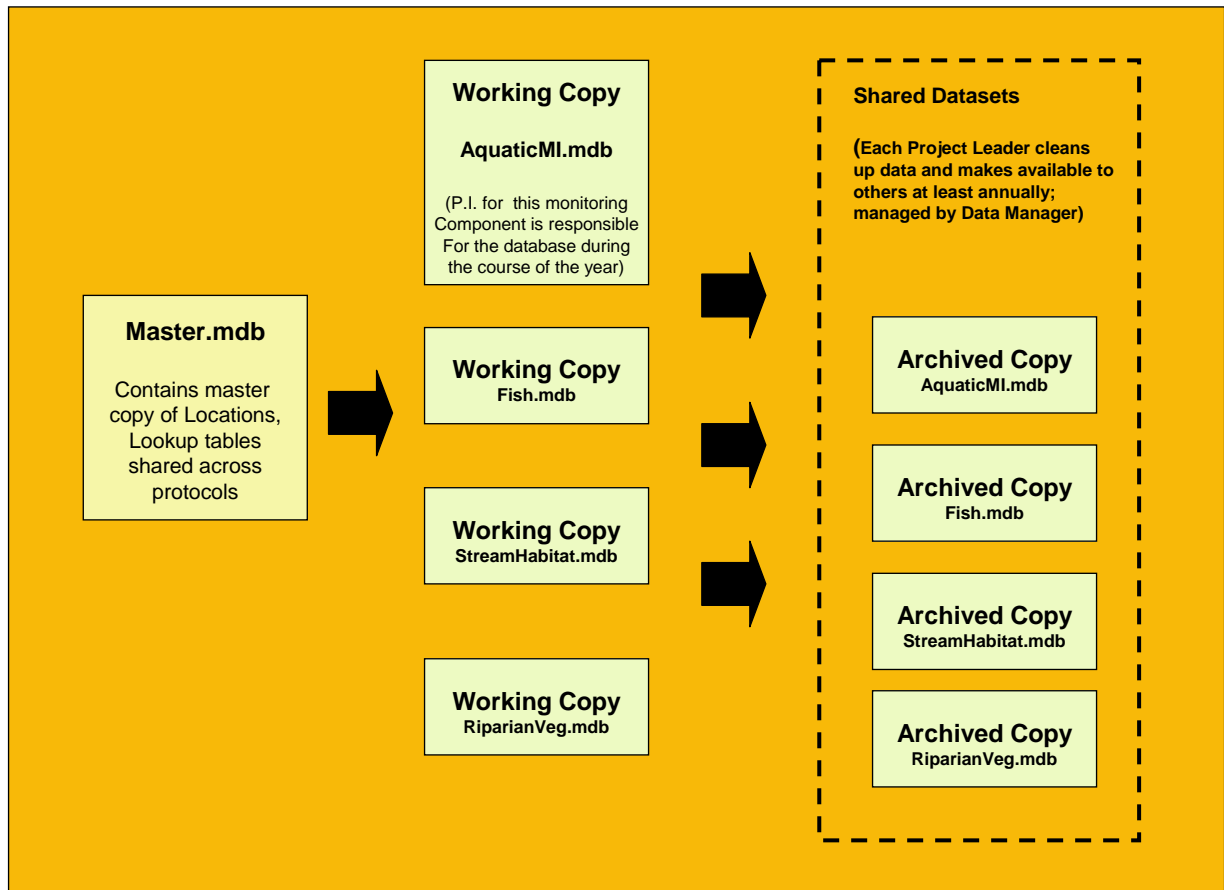 Master.mdb
Contains master
copy of Locations,
Lookup tables
shared across
protocols
Working Copy
AquaticMI.mdb
(P.I. for this monitoring
Component is responsible
For the database during
the course of the year)
Working Copy
Fish.mdb
Working Copy
StreamHabitat.mdb
Working Copy
RiparianVeg.mdb
Shared Datasets
(Each Project Leader cleans
up data and makes available to
others at least annually;
managed by Data Manager)
Archived Copy
AquaticMI.mdb
Archived Copy
Fish.mdb
Archived Copy
StreamHabitat.mdb
Archived Copy
RiparianVeg.mdb